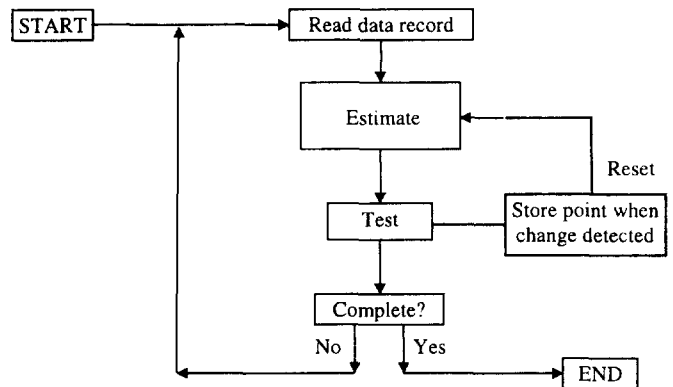 START
Read data record
Estimate
Reset
Test
Store point when
change detected
Complete?
No
Yes
END